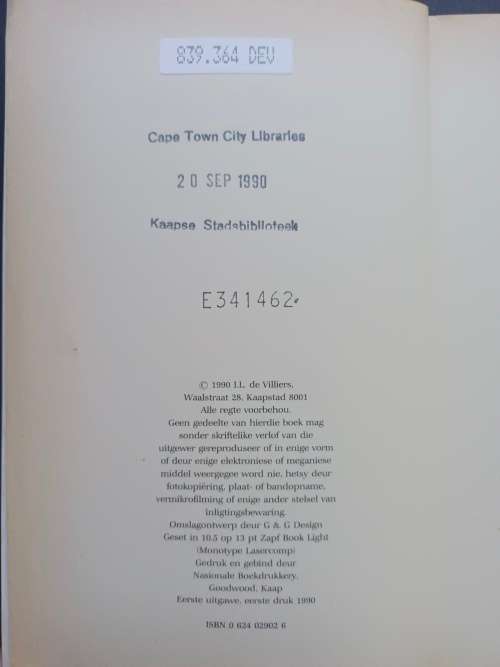 839.364 DEV
Cape Town City Libraries
20 SEP 1990
Kaapse Stadsbiblioteek
E341462
© 1990 I.L. de Villiers,
Waalstraat 28, Kaapstad 8001
Alle regte voorbehou.
Geen gedeelte van hierdie boek mag
sonder skriftelike verlof van die
uitgewer gereproduseer of in enige vorm
of deur enige elektroniese of meganiese
middel weergegee word nie, hetsy deur
fotokopiëring, plaat- of bandopname,
vermikrofilming of enige ander stelsel van
inligtingsbewaring.
Omslagontwerp deur G & G Design
Geset in 10.5 op 13 pt Zapf Book Light
(Monotype Lasercomp)
Gedruk en gebind deur
Nasionale Boekdrukkery,
Goodwood, Kaap
Eerste uitgawe, eerste druk 1990
ISBN 0 624 02902 6